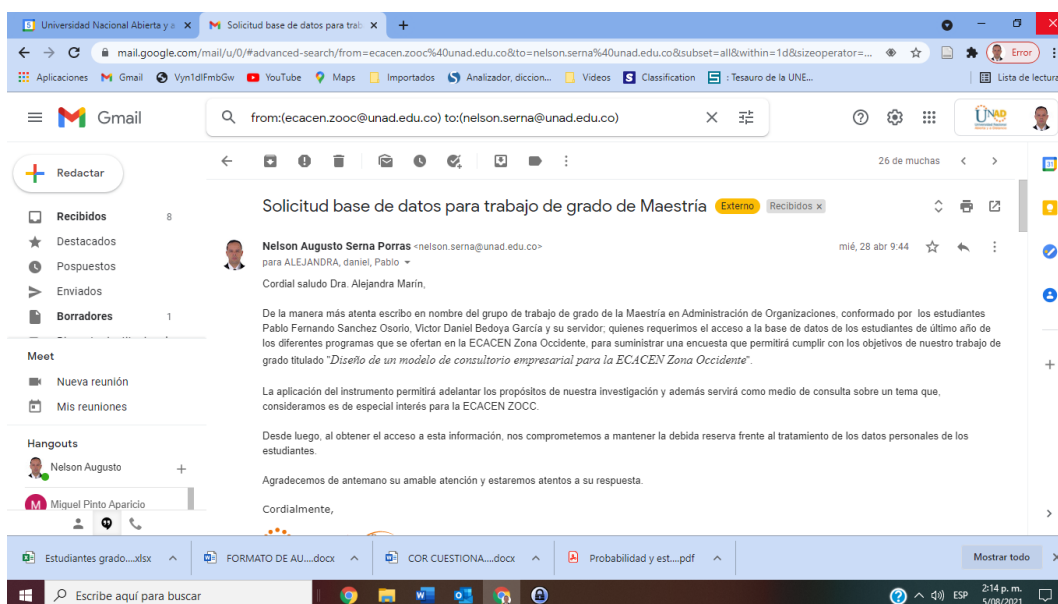 Universidad Nacional Abierta y a
Solicitud base de datos para trab
mail.google.com/mail/u/0/#advanced-search/from=ecacen.zooc%40unad.edu.co&to=nelson.serna%40unad.edu.co&subset=all&within=1d&sizeoperator=...
Error
Aplicaciones Gmail Vyn1dlFmbGw YouTube Maps Importados Analizador, diccion... Videos Classification : Tesauro de la UNE... Lista de lectura
Gmail
from:(ecacen.zooc@unad.edu.co) to:(nelson.serna@unad.edu.co)
UNAD
Redactar
26 de muchas
Recibidos 8
Destacados
Pospuestos
Enviados
Borradores 1
Meet
Nueva reunión
Mis reuniones
Hangouts
Nelson Augusto
Miguel Pinto Aparicio
Solicitud base de datos para trabajo de grado de Maestría Externo Recibidos x
Nelson Augusto Serna Porras <nelson.serna@unad.edu.co> mié, 28 abr 9:44
para ALEJANDRA, daniel, Pablo
Cordial saludo Dra. Alejandra Marín,
De la manera más atenta escribo en nombre del grupo de trabajo de grado de la Maestría en Administración de Organizaciones, conformado por los estudiantes
Pablo Fernando Sanchez Osorio, Victor Daniel Bedoya García y su servidor; quienes requerimos el acceso a la base de datos de los estudiantes de último año de
los diferentes programas que se ofertan en la ECACEN Zona Occidente, para suministrar una encuesta que permitirá cumplir con los objetivos de nuestro trabajo de
grado titulado "Diseño de un modelo de consultorio empresarial para la ECACEN Zona Occidente".
La aplicación del instrumento permitirá adelantar los propósitos de nuestra investigación y además servirá como medio de consulta sobre un tema que,
consideramos es de especial interés para la ECACEN ZOCC.
Desde luego, al obtener el acceso a esta información, nos comprometemos a mantener la debida reserva frente al tratamiento de los datos personales de los
estudiantes.
Agradecemos de antemano su amable atención y estaremos atentos a su respuesta.
Cordialmente,
Estudiantes grado....xlsx
FORMATO DE AU....docx
COR CUESTIONA....docx
Probabilidad y est....pdf
Mostrar todo
Escribe aquí para buscar
ESP
2:14 p. m.
5/08/2021